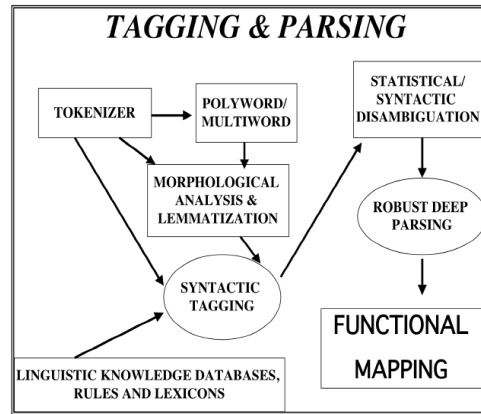 TAGGING & PARSING
TOKENIZER
POLYWORD/
MULTIWORD
STATISTICAL/
SYNTACTIC
DISAMBIGUATION
MORPHOLOGICAL
ANALYSIS &
LEMMATIZATION
ROBUST DEEP
PARSING
SYNTACTIC
TAGGING
FUNCTIONAL
MAPPING
LINGUISTIC KNOWLEDGE DATABASES,
RULES AND LEXICONS